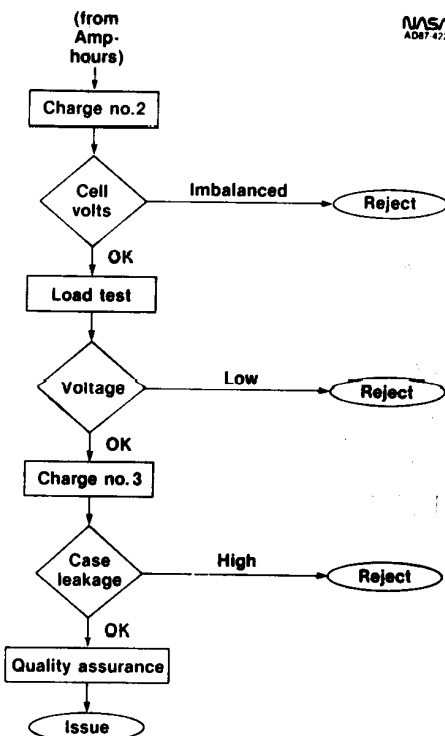 (from
Amp-
hours)
NASA
Charge no.2
Cell
volts
Imbalanced
Reject
OK
Load test
Voltage
Low
Reject
OK
Charge no.3
Case
leakage
High
Reject
OK
Quality assurance
Issue